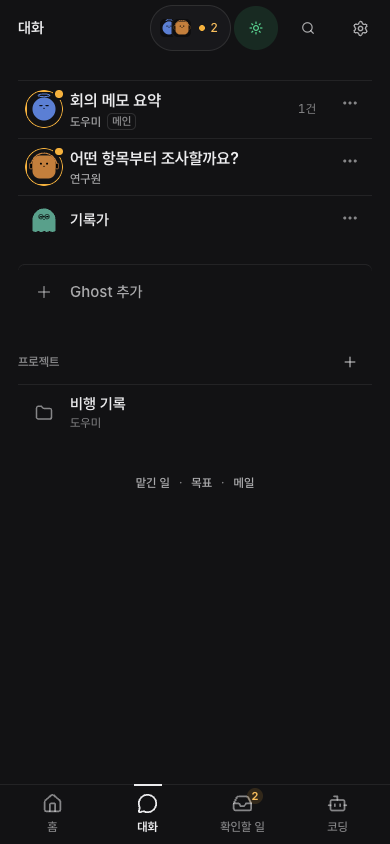 대화
2
회의 메모 요약
1건
도우미 메인
어떤 항목부터 조사할까요?
연구원
기록가
Ghost 추가
프로젝트
비행 기록
도우미
맡긴 일 · 목표 · 메일
2
홈 대화 확인할 일 코딩